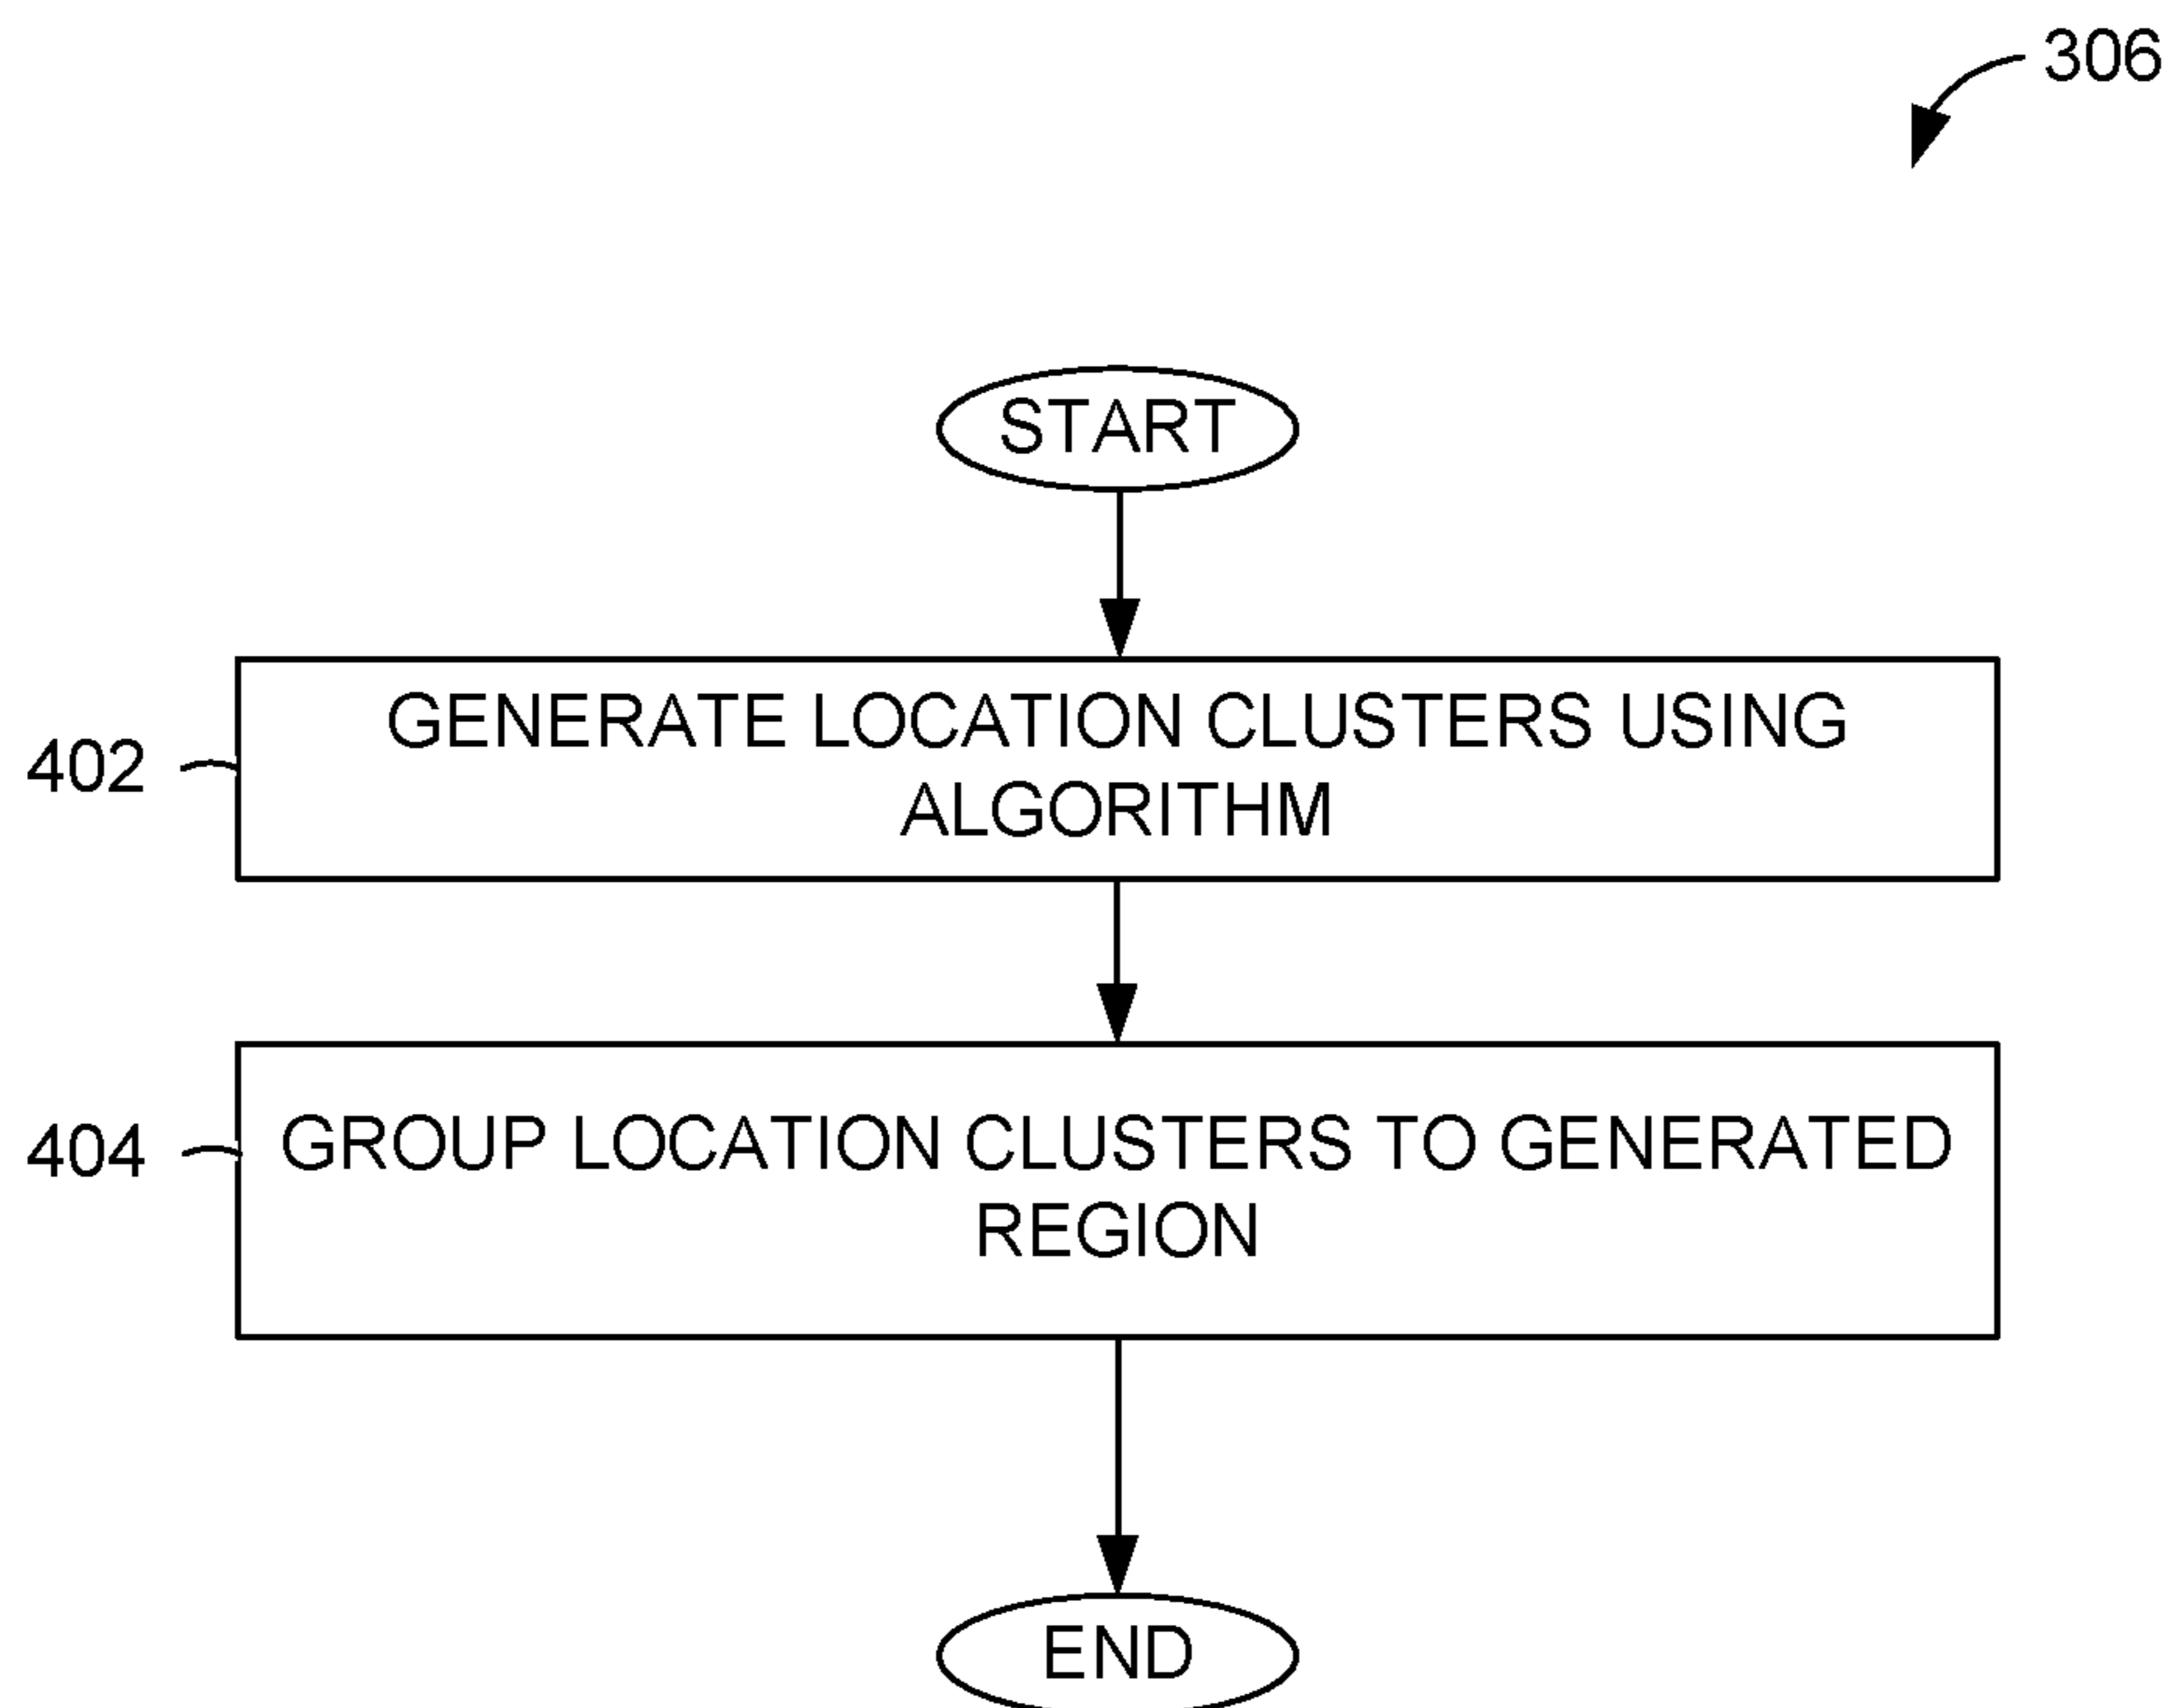 306
START
402
GENERATE LOCATION CLUSTERS USING
ALGORITHM
404
GROUP LOCATION CLUSTERS TO GENERATED
REGION
END